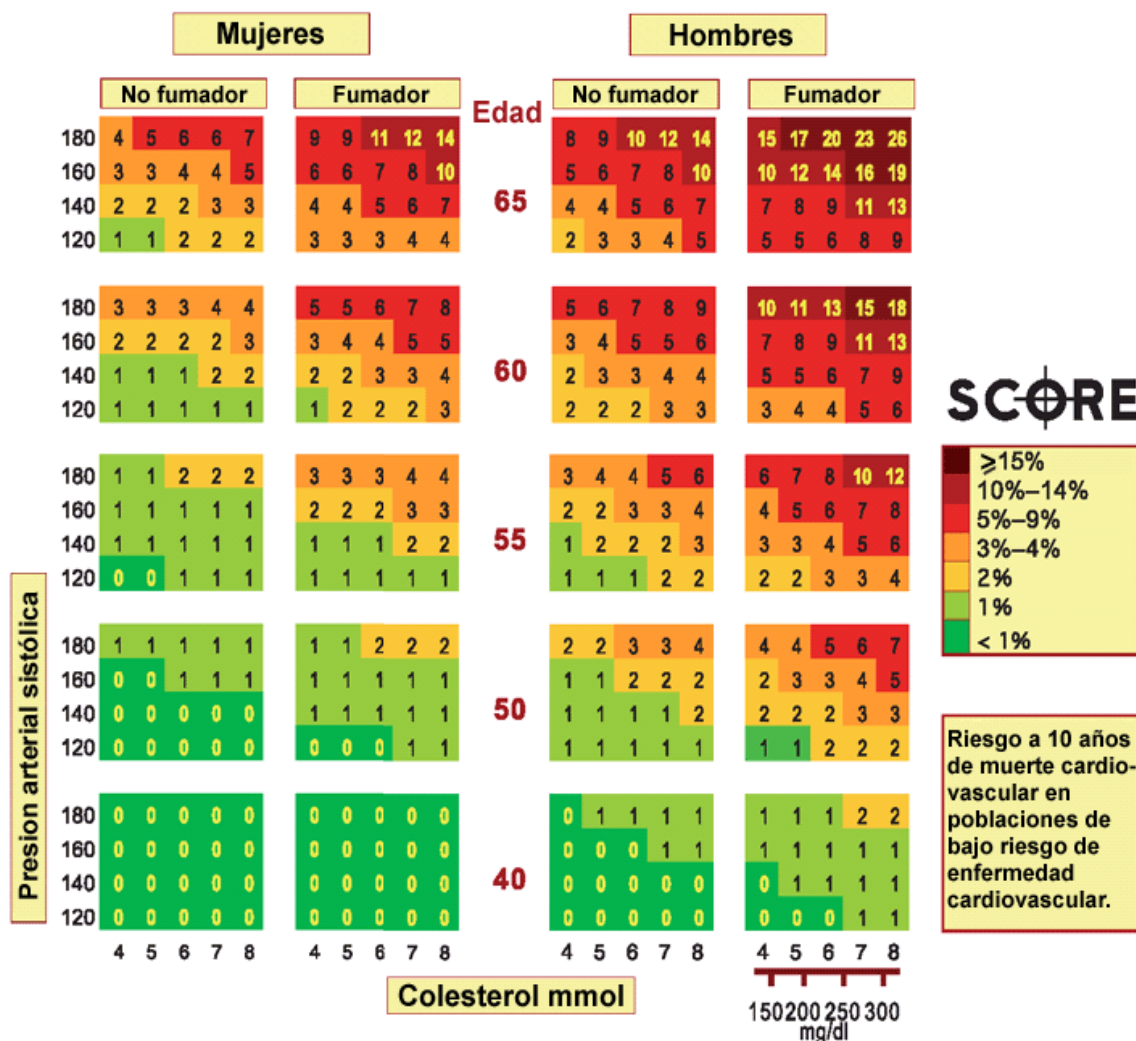 Mujeres Hombres
No fumador Fumador Edad No fumador Fumador
180 4 5 6 6 7 9 9 11 12 14 8 9 10 12 14 15 17 20 23 26
160 3 3 4 4 5 6 6 7 8 10 5 6 7 8 10 10 12 14 16 19
140 2 2 2 3 3 4 4 5 6 7 65 4 4 5 6 7 7 8 9 11 13
120 1 1 2 2 2 3 3 3 4 4 2 3 3 4 5 5 5 6 8 9
180 3 3 3 4 4 5 5 6 7 8 5 6 7 8 9 10 11 13 15 18
160 2 2 2 2 3 3 4 4 5 5 3 4 5 5 6 7 8 9 11 13
140 1 1 1 2 2 2 2 3 3 4 60 2 3 3 4 4 5 5 6 7 9
120 1 1 1 1 1 1 2 2 2 3 2 2 2 3 3 3 4 4 5 6
180 1 1 2 2 2 3 3 3 4 4 3 4 4 5 6 6 7 8 10 12
160 1 1 1 1 1 2 2 2 3 3 2 2 3 3 4 4 5 6 7 8
140 1 1 1 1 1 1 1 1 2 2 55 1 2 2 2 3 3 3 4 5 6
120 0 0 1 1 1 1 1 1 1 1 1 1 1 2 2 2 2 3 3 4
180 1 1 1 1 1 1 1 2 2 2 2 2 3 3 4 4 4 5 6 7
160 0 0 1 1 1 1 1 1 1 1 1 1 2 2 2 2 3 3 4 5
140 0 0 0 0 0 1 1 1 1 1 50 1 1 1 1 2 2 2 2 3 3
120 0 0 0 0 0 0 0 0 1 1 1 1 1 1 1 1 1 2 2 2
180 0 0 0 0 0 0 0 0 0 0 0 1 1 1 1 1 1 1 2 2
160 0 0 0 0 0 0 0 0 0 0 0 0 0 1 1 1 1 1 1 1
140 0 0 0 0 0 0 0 0 0 0 40 0 0 0 0 0 0 1 1 1 1
120 0 0 0 0 0 0 0 0 0 0 0 0 0 0 0 0 0 0 1 1
4 5 6 7 8 4 5 6 7 8 4 5 6 7 8 4 5 6 7 8
Presion arterial sistólica
Colesterol mmol
150 200 250 300
mg/dl
SCORE
⩾15%
10%–14%
5%–9%
3%–4%
2%
1%
< 1%
Riesgo a 10 años
de muerte cardio-
vascular en
poblaciones de
bajo riesgo de
enfermedad
cardiovascular.